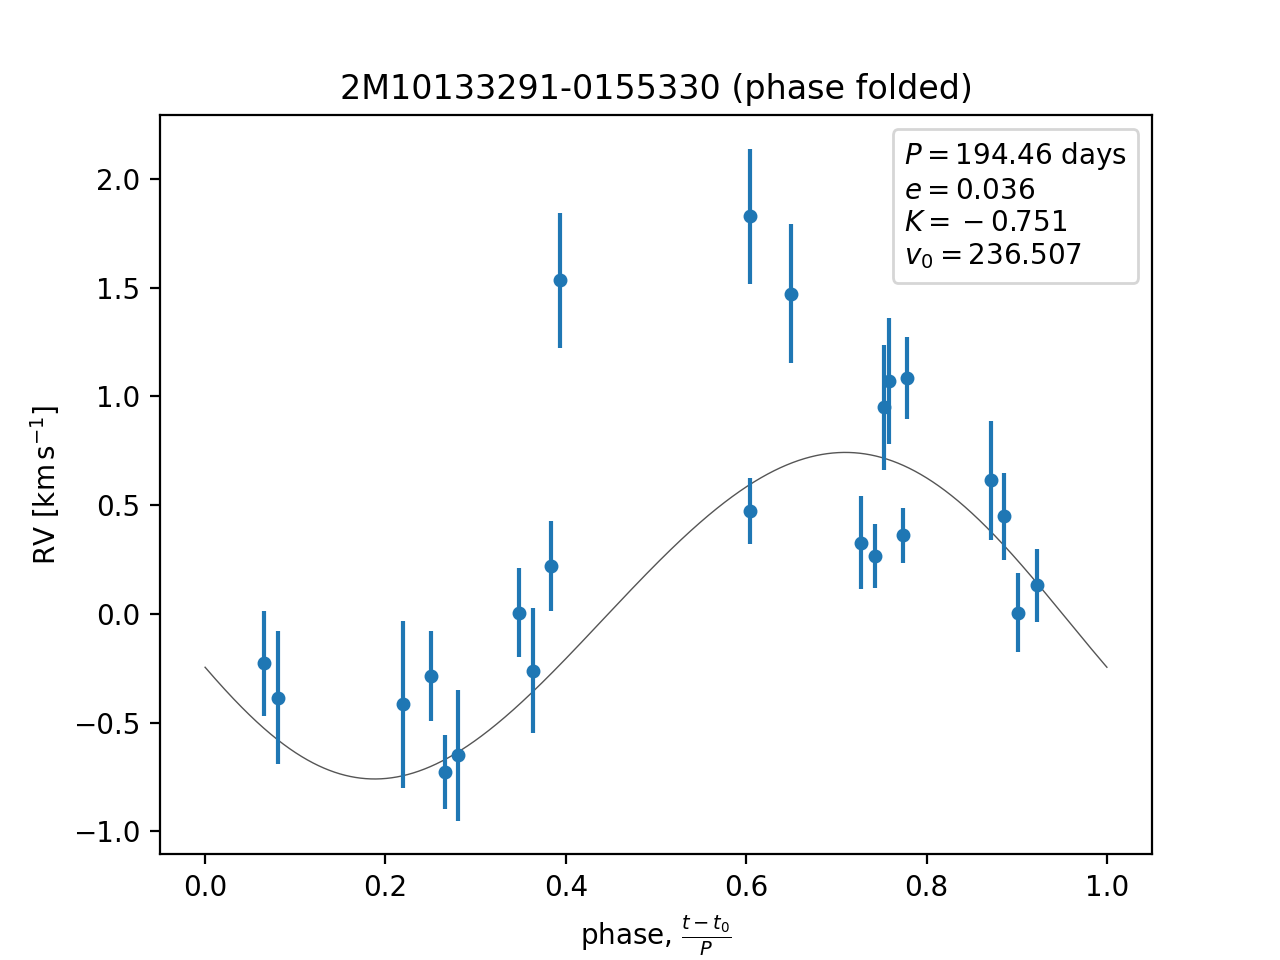 2M10133291-0155330 (phase folded)
P = 194.46 days
e = 0.036
K = −0.751
v₀ = 236.507
RV [km s⁻¹]
2.0
1.5
1.0
0.5
0.0
−0.5
−1.0
0.0 0.2 0.4 0.6 0.8 1.0
phase, (t − t₀)/P